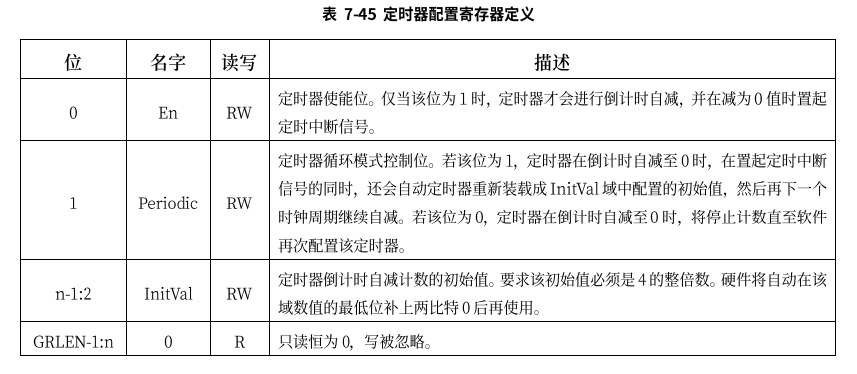 表 7-45 定时器配置寄存器定义
位 名字 读写 描述
0 En RW 定时器使能位。仅当该位为 1 时，定时器才会进行倒计时自减，并在减为 0 值时置起
定时中断信号。
1 Periodic RW 定时器循环模式控制位。若该位为 1，定时器在倒计时自减至 0 时，在置起定时中断
信号的同时，还会自动定时器重新装载成 InitVal 域中配置的初始值，然后再下一个
时钟周期继续自减。若该位为 0，定时器在倒计时自减至 0 时，将停止计数直至软件
再次配置该定时器。
n-1:2 InitVal RW 定时器倒计时自减计数的初始值。要求该初始值必须是 4 的整倍数。硬件将自动在该
域数值的最低位补上两比特 0 后再使用。
GRLEN-1:n 0 R 只读恒为 0，写被忽略。